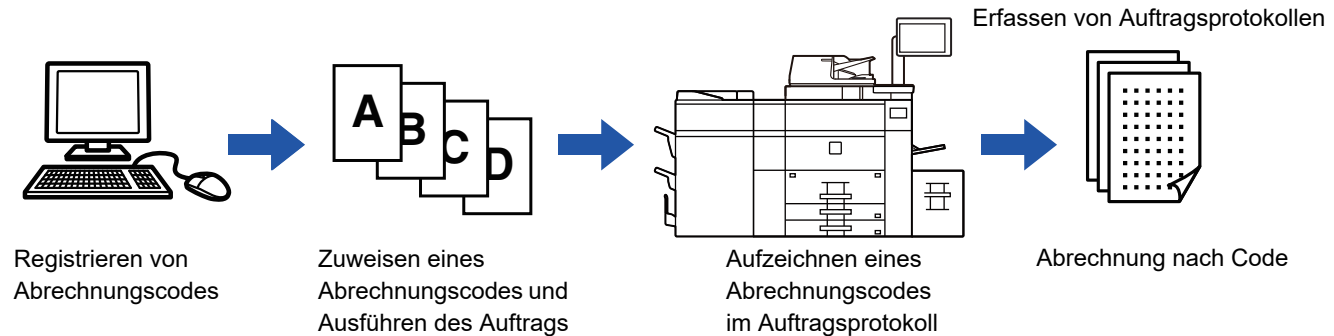 Erfassen von Auftragsprotokollen
A
B
C
D
Registrieren von
Abrechnungscodes
Zuweisen eines
Abrechnungscodes und
Ausführen des Auftrags
Aufzeichnen eines
Abrechnungscodes
im Auftragsprotokoll
Abrechnung nach Code